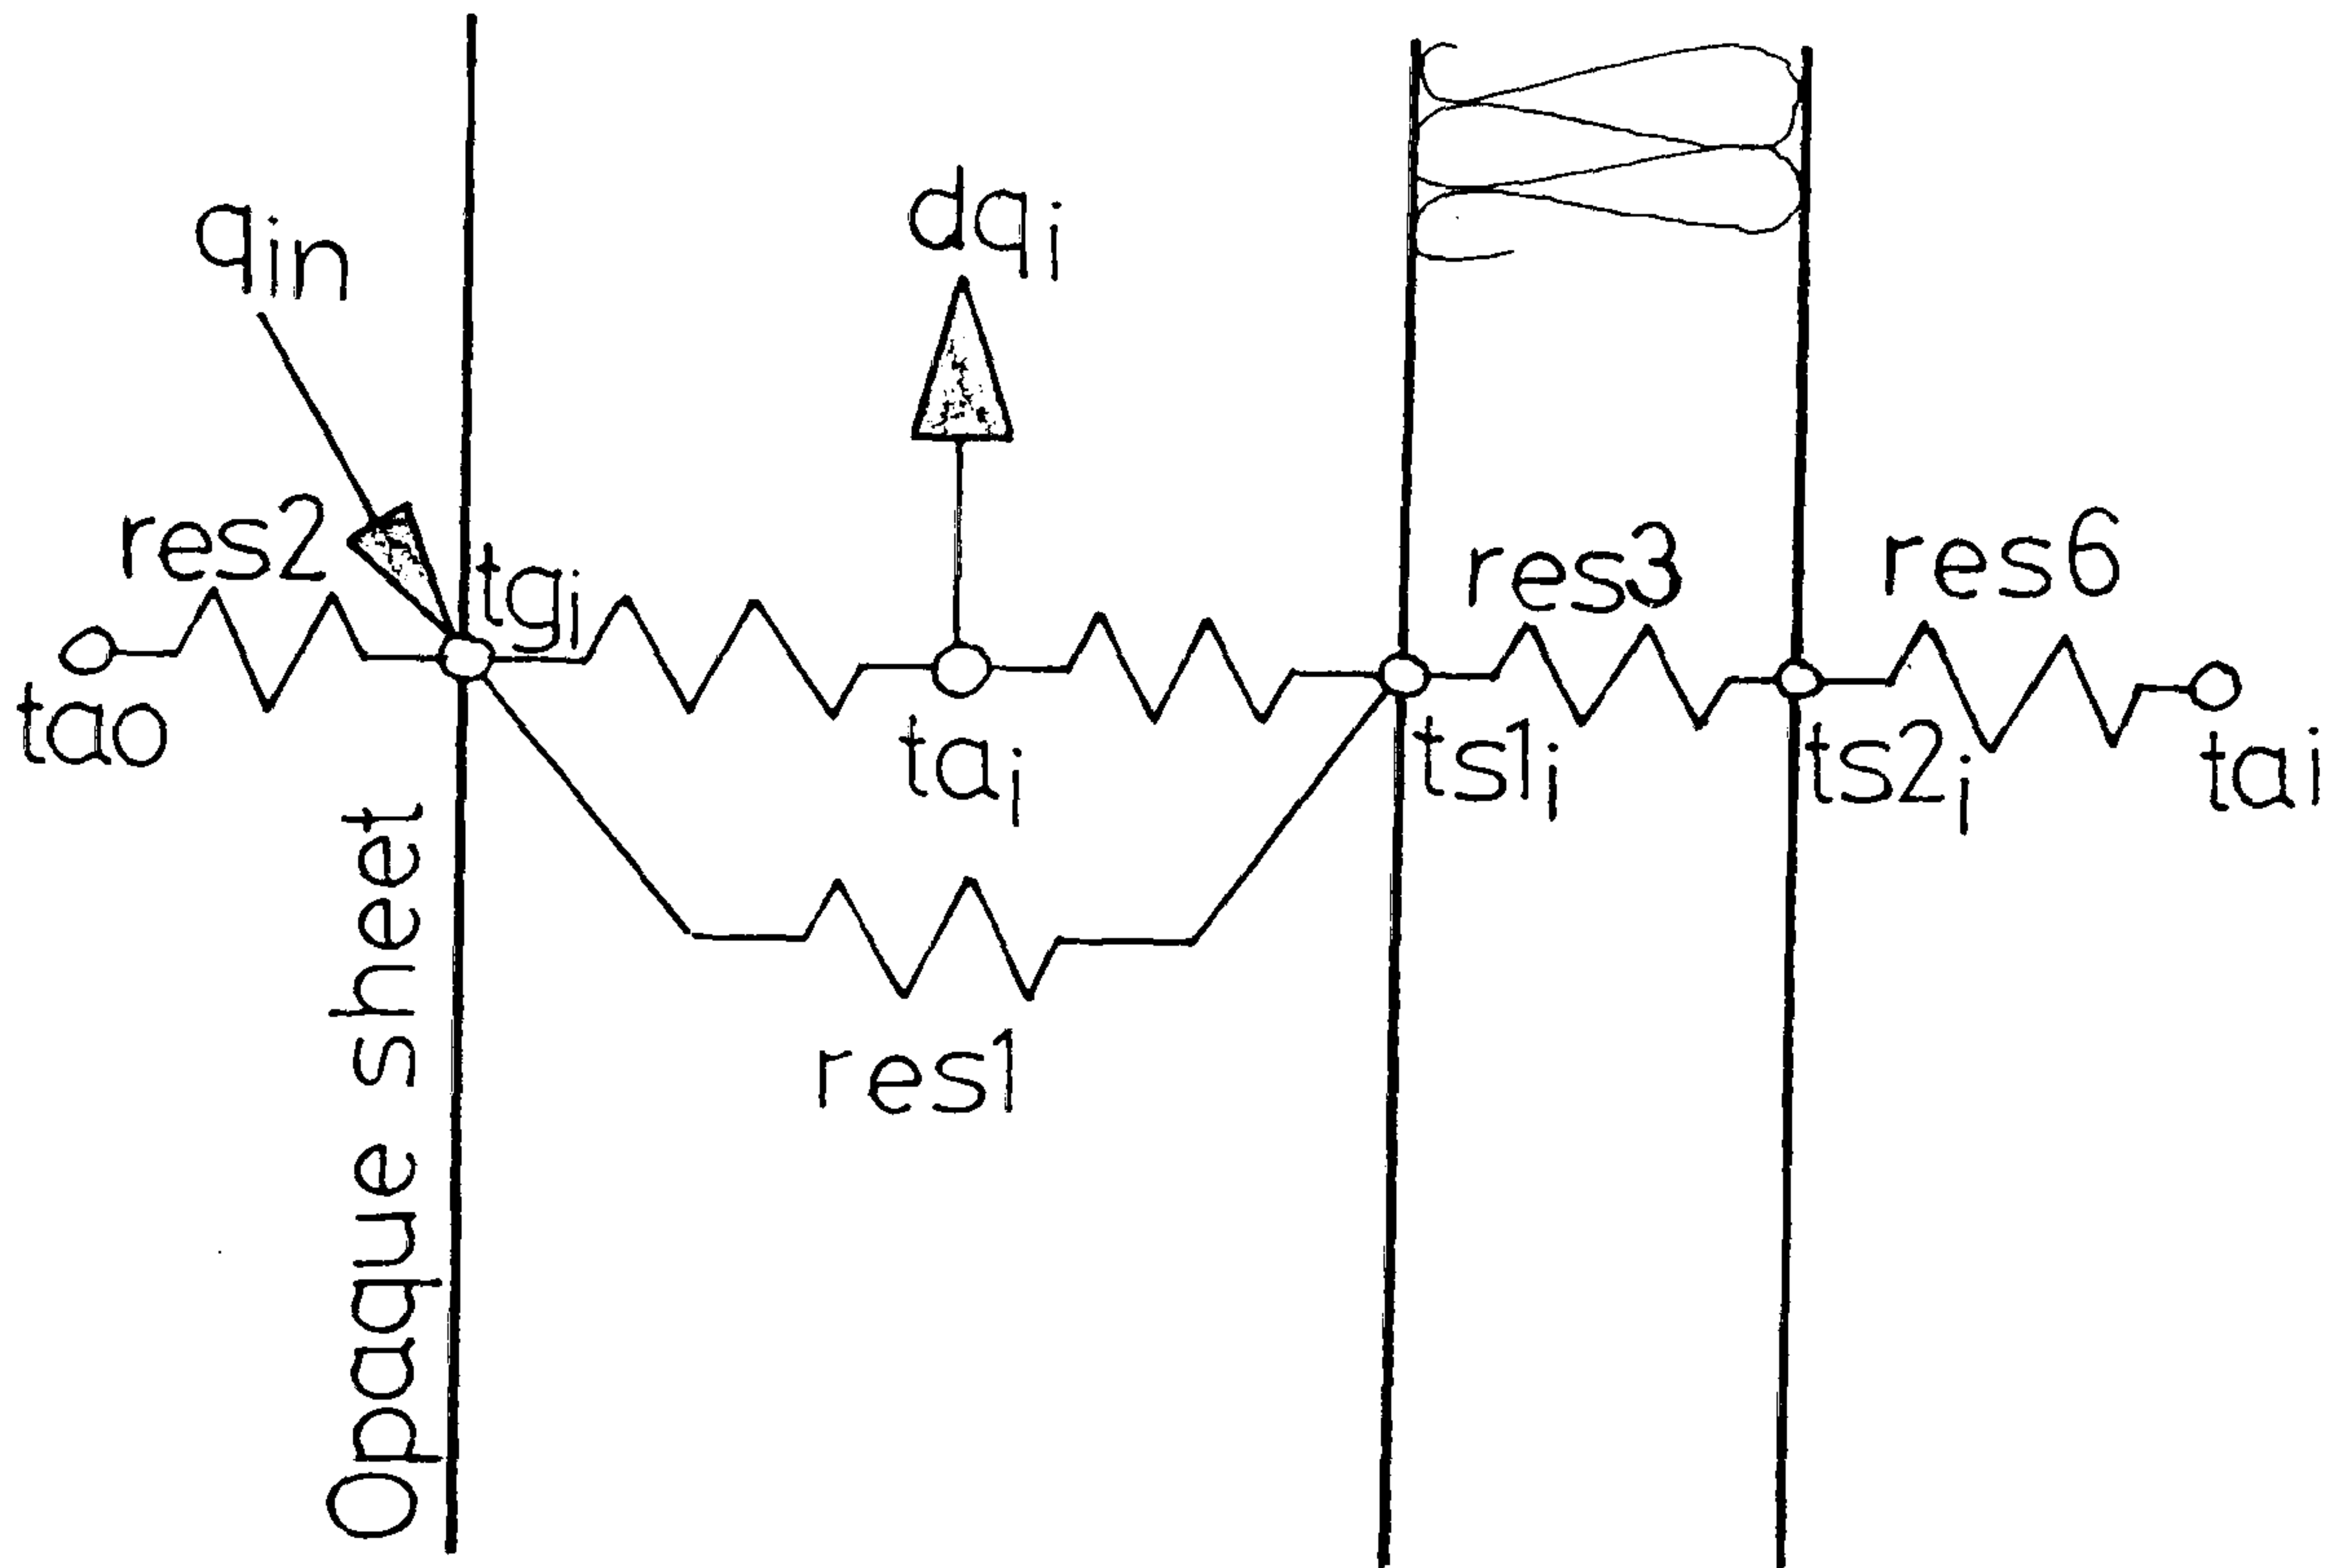 qin
dqi
res2
tgi
res3
res6
tao
tai
ts1i
ts2i
tai
res1
Opaque sheet